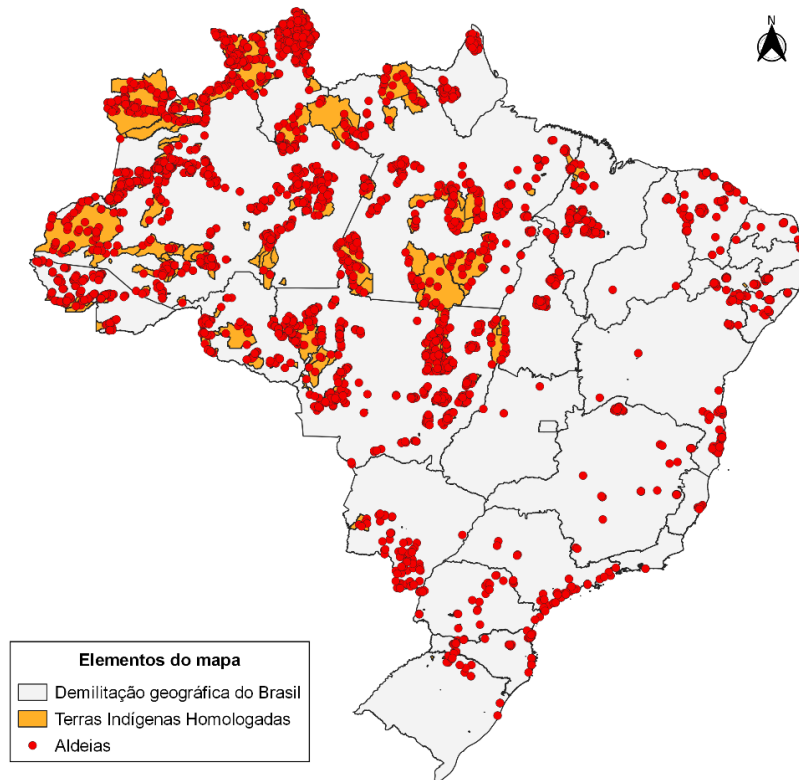 N
Elementos do mapa
Demilitação geográfica do Brasil
Terras Indígenas Homologadas
Aldeias